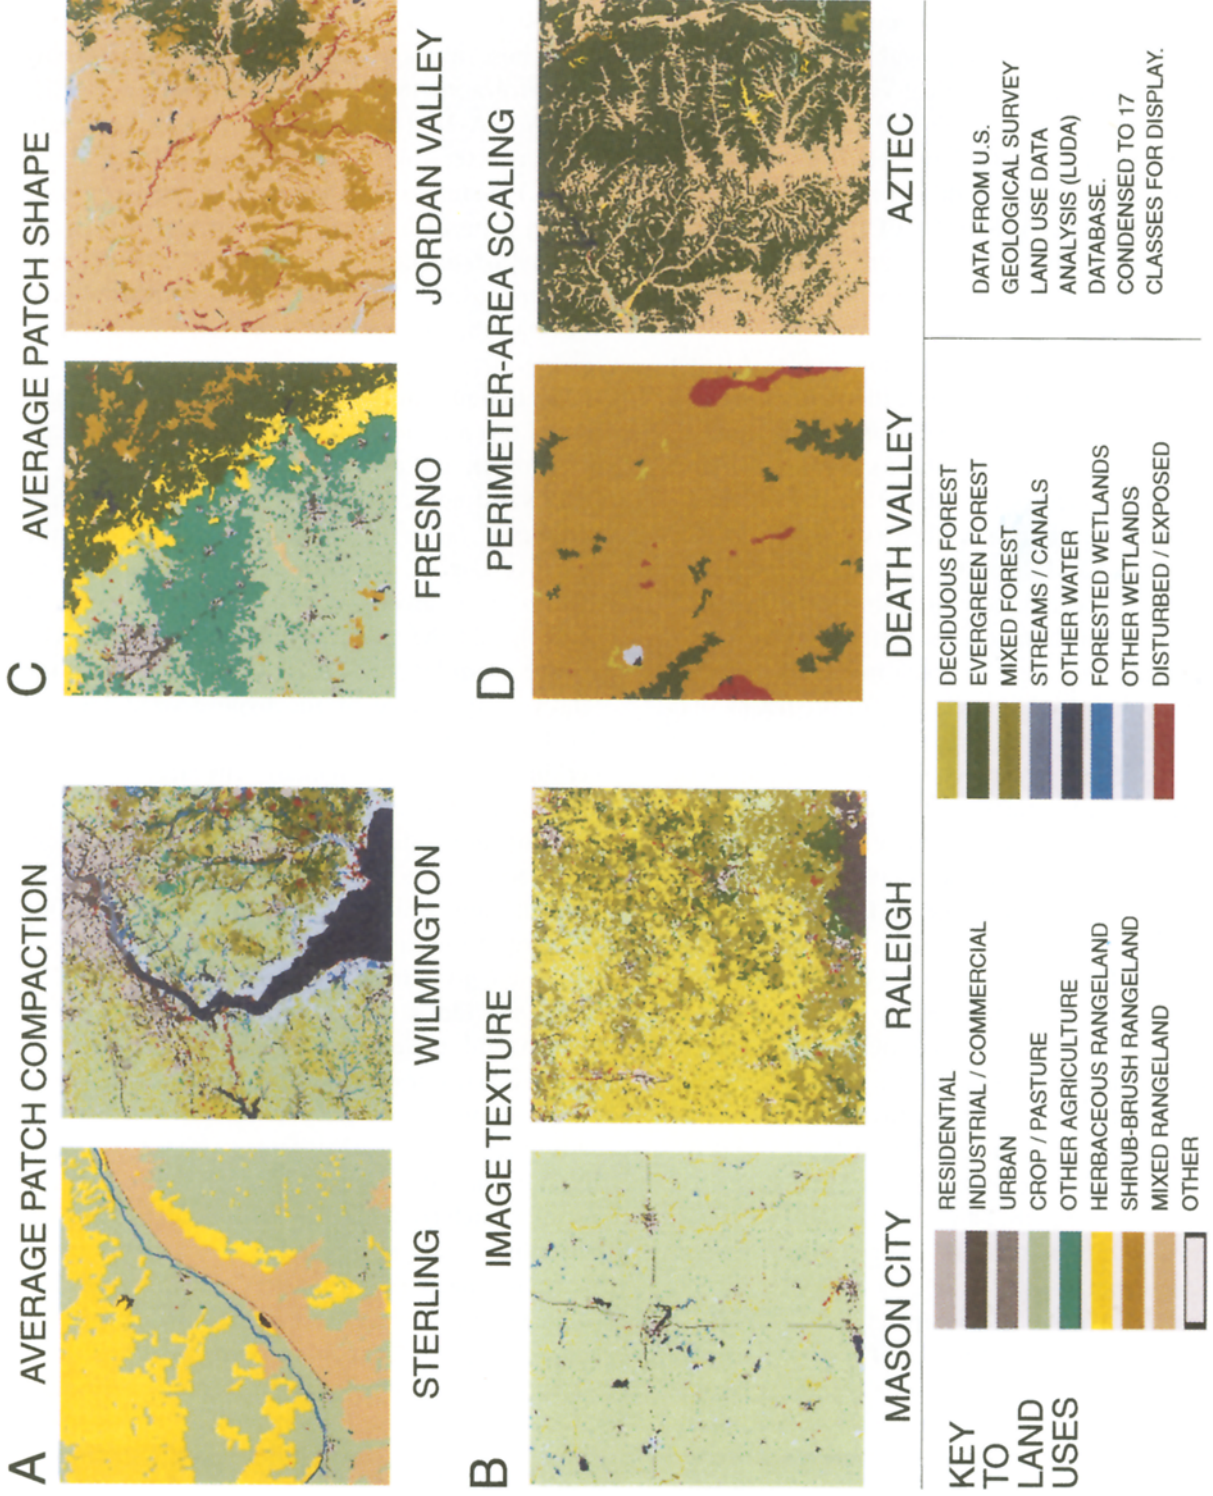 A AVERAGE PATCH COMPACTION
STERLING
WILMINGTON
B IMAGE TEXTURE
MASON CITY
RALEIGH
C AVERAGE PATCH SHAPE
FRESNO
JORDAN VALLEY
D PERIMETER-AREA SCALING
DEATH VALLEY
AZTEC
KEY
TO
LAND
USES
RESIDENTIAL
INDUSTRIAL / COMMERCIAL
URBAN
CROP / PASTURE
OTHER AGRICULTURE
HERBACEOUS RANGELAND
SHRUB-BRUSH RANGELAND
MIXED RANGELAND
OTHER
DECIDUOUS FOREST
EVERGREEN FOREST
MIXED FOREST
STREAMS / CANALS
OTHER WATER
FORESTED WETLANDS
OTHER WETLANDS
DISTURBED / EXPOSED
DATA FROM U.S.
GEOLOGICAL SURVEY
LAND USE DATA
ANALYSIS (LUDA)
DATABASE.
CONDENSED TO 17
CLASSES FOR DISPLAY.